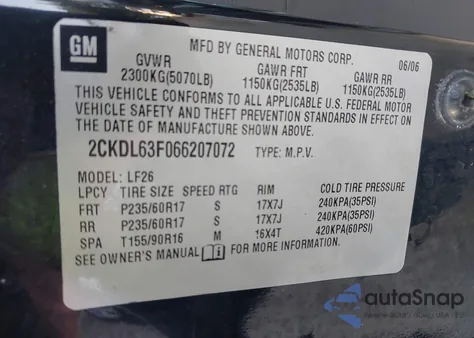 GM
MFD BY GENERAL MOTORS CORP. 06/06
GVWR GAWR FRT GAWR RR
2300KG(5070LB) 1150KG(2535LB) 1150KG(2535LB)
THIS VEHICLE CONFORMS TO ALL APPLICABLE U.S. FEDERAL MOTOR
VEHICLE SAFETY AND THEFT PREVENTION STANDARDS IN EFFECT ON
THE DATE OF MANUFACTURE SHOWN ABOVE.
2CKDL63F066207072 TYPE: M.P.V.
MODEL: LF26
LPCY TIRE SIZE SPEED RTG RIM COLD TIRE PRESSURE
FRT P235/60R17 S 17X7J 240KPA(35PSI)
RR P235/60R17 S 17X7J 240KPA(35PSI)
SPA T155/90R16 M 16X4T 420KPA(60PSI)
SEE OWNER'S MANUAL FOR MORE INFORMATION.
autoSnap